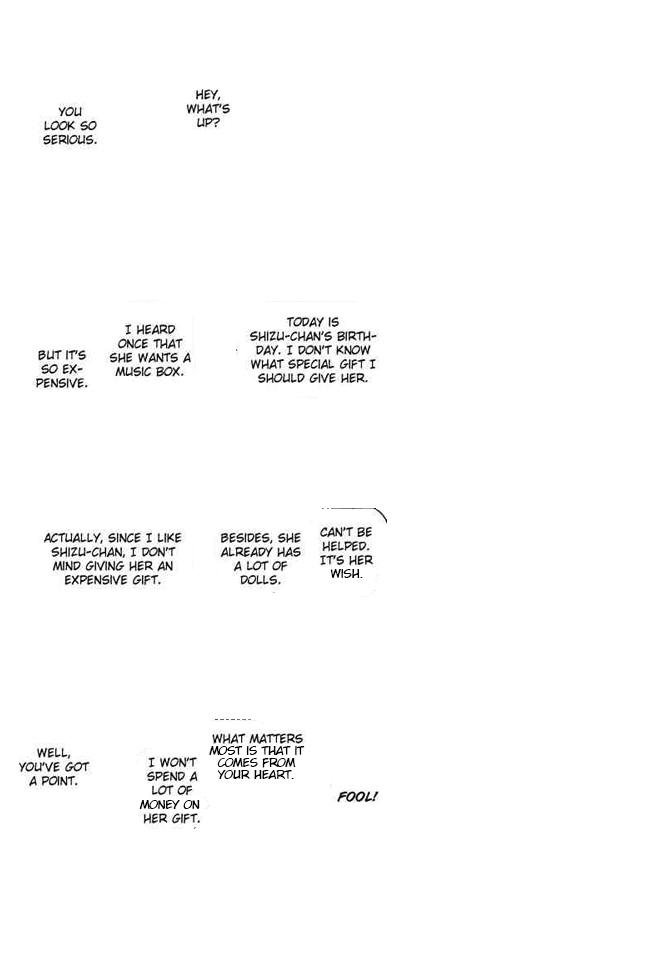 HEY,
WHAT'S
UP?
YOU
LOOK SO
SERIOUS.
TODAY IS
SHIZU-CHAN'S BIRTH-
DAY. I DON'T KNOW
WHAT SPECIAL GIFT I
SHOULD GIVE HER.
I HEARD
ONCE THAT
SHE WANTS A
MUSIC BOX.
BUT IT'S
SO EX-
PENSIVE.
CAN'T BE
HELPED.
IT'S HER
WISH.
BESIDES, SHE
ALREADY HAS
A LOT OF
DOLLS.
ACTUALLY, SINCE I LIKE
SHIZU-CHAN, I DON'T
MIND GIVING HER AN
EXPENSIVE GIFT.
FOOL!
WHAT MATTERS
MOST IS THAT IT
COMES FROM
YOUR HEART.
I WON'T
SPEND A
LOT OF
MONEY ON
HER GIFT.
WELL,
YOU'VE GOT
A POINT.